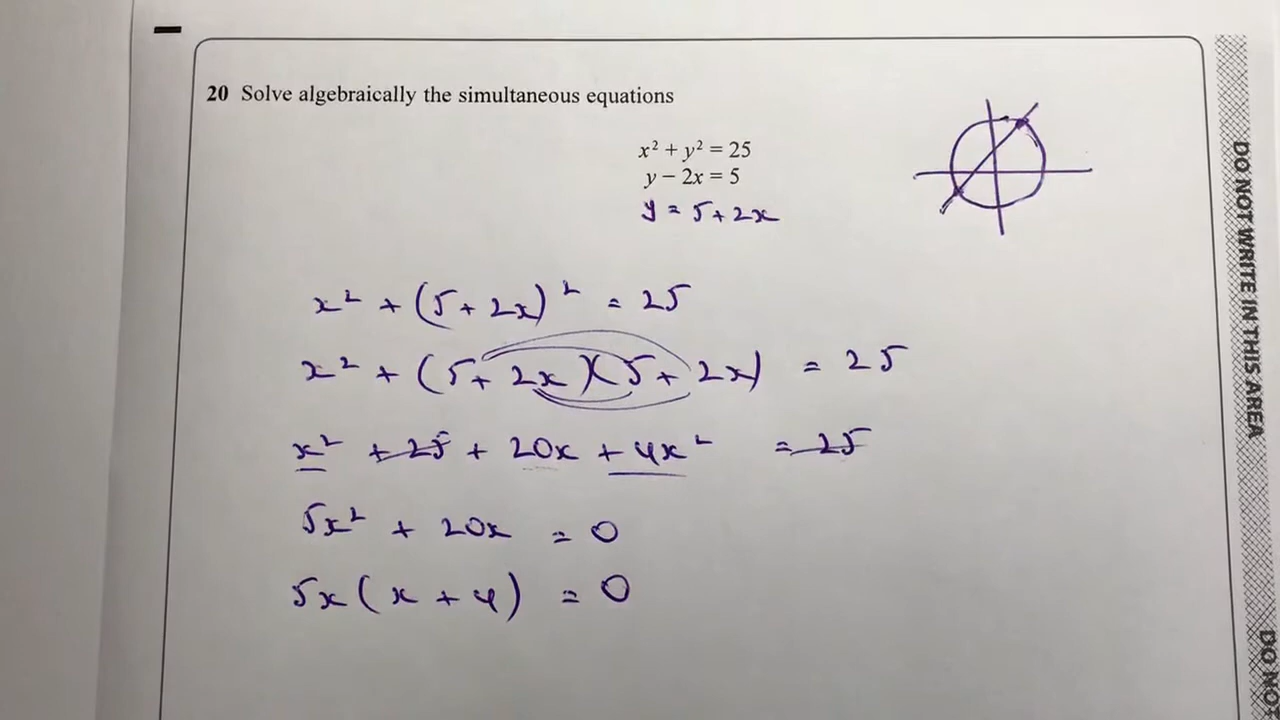 20 Solve algebraically the simultaneous equations
x² + y² = 25
y − 2x = 5
y = 5 + 2x
x² + (5 + 2x)² = 25
x² + (5 + 2x)(5 + 2x) = 25
x² + 25 + 20x + 4x² = 25
5x² + 20x = 0
5x(x + 4) = 0
DO NOT WRITE IN THIS AREA
DO NOT